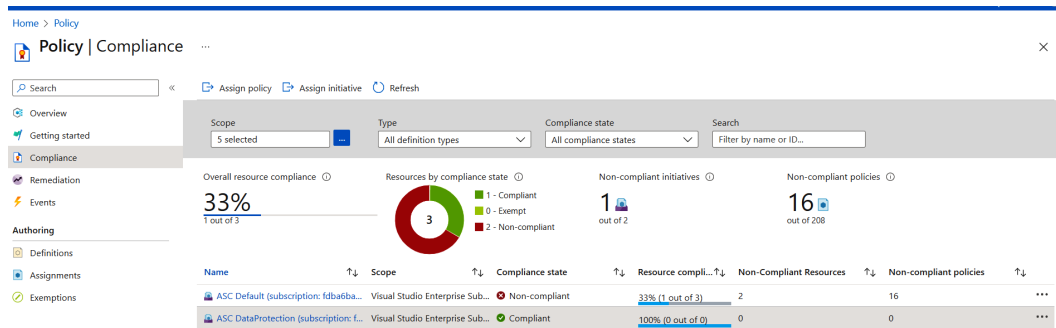 Home > Policy
Policy | Compliance ...
Search
Assign policy Assign initiative Refresh
Overview
Getting started
Compliance
Remediation
Events
Authoring
Definitions
Assignments
Exemptions
Scope Type Compliance state Search
5 selected ... All definition types All compliance states Filter by name or ID...
Overall resource compliance Resources by compliance state Non-compliant initiatives Non-compliant policies
33%
1 out of 3
3
1 - Compliant
0 - Exempt
2 - Non-compliant
1
out of 2
16
out of 208
Name Scope Compliance state Resource compli... Non-Compliant Resources Non-compliant policies
ASC Default (subscription: fdba6ba... Visual Studio Enterprise Sub... Non-compliant 33% (1 out of 3) 2 16 ...
ASC DataProtection (subscription: f... Visual Studio Enterprise Sub... Compliant 100% (0 out of 0) 0 0 ...